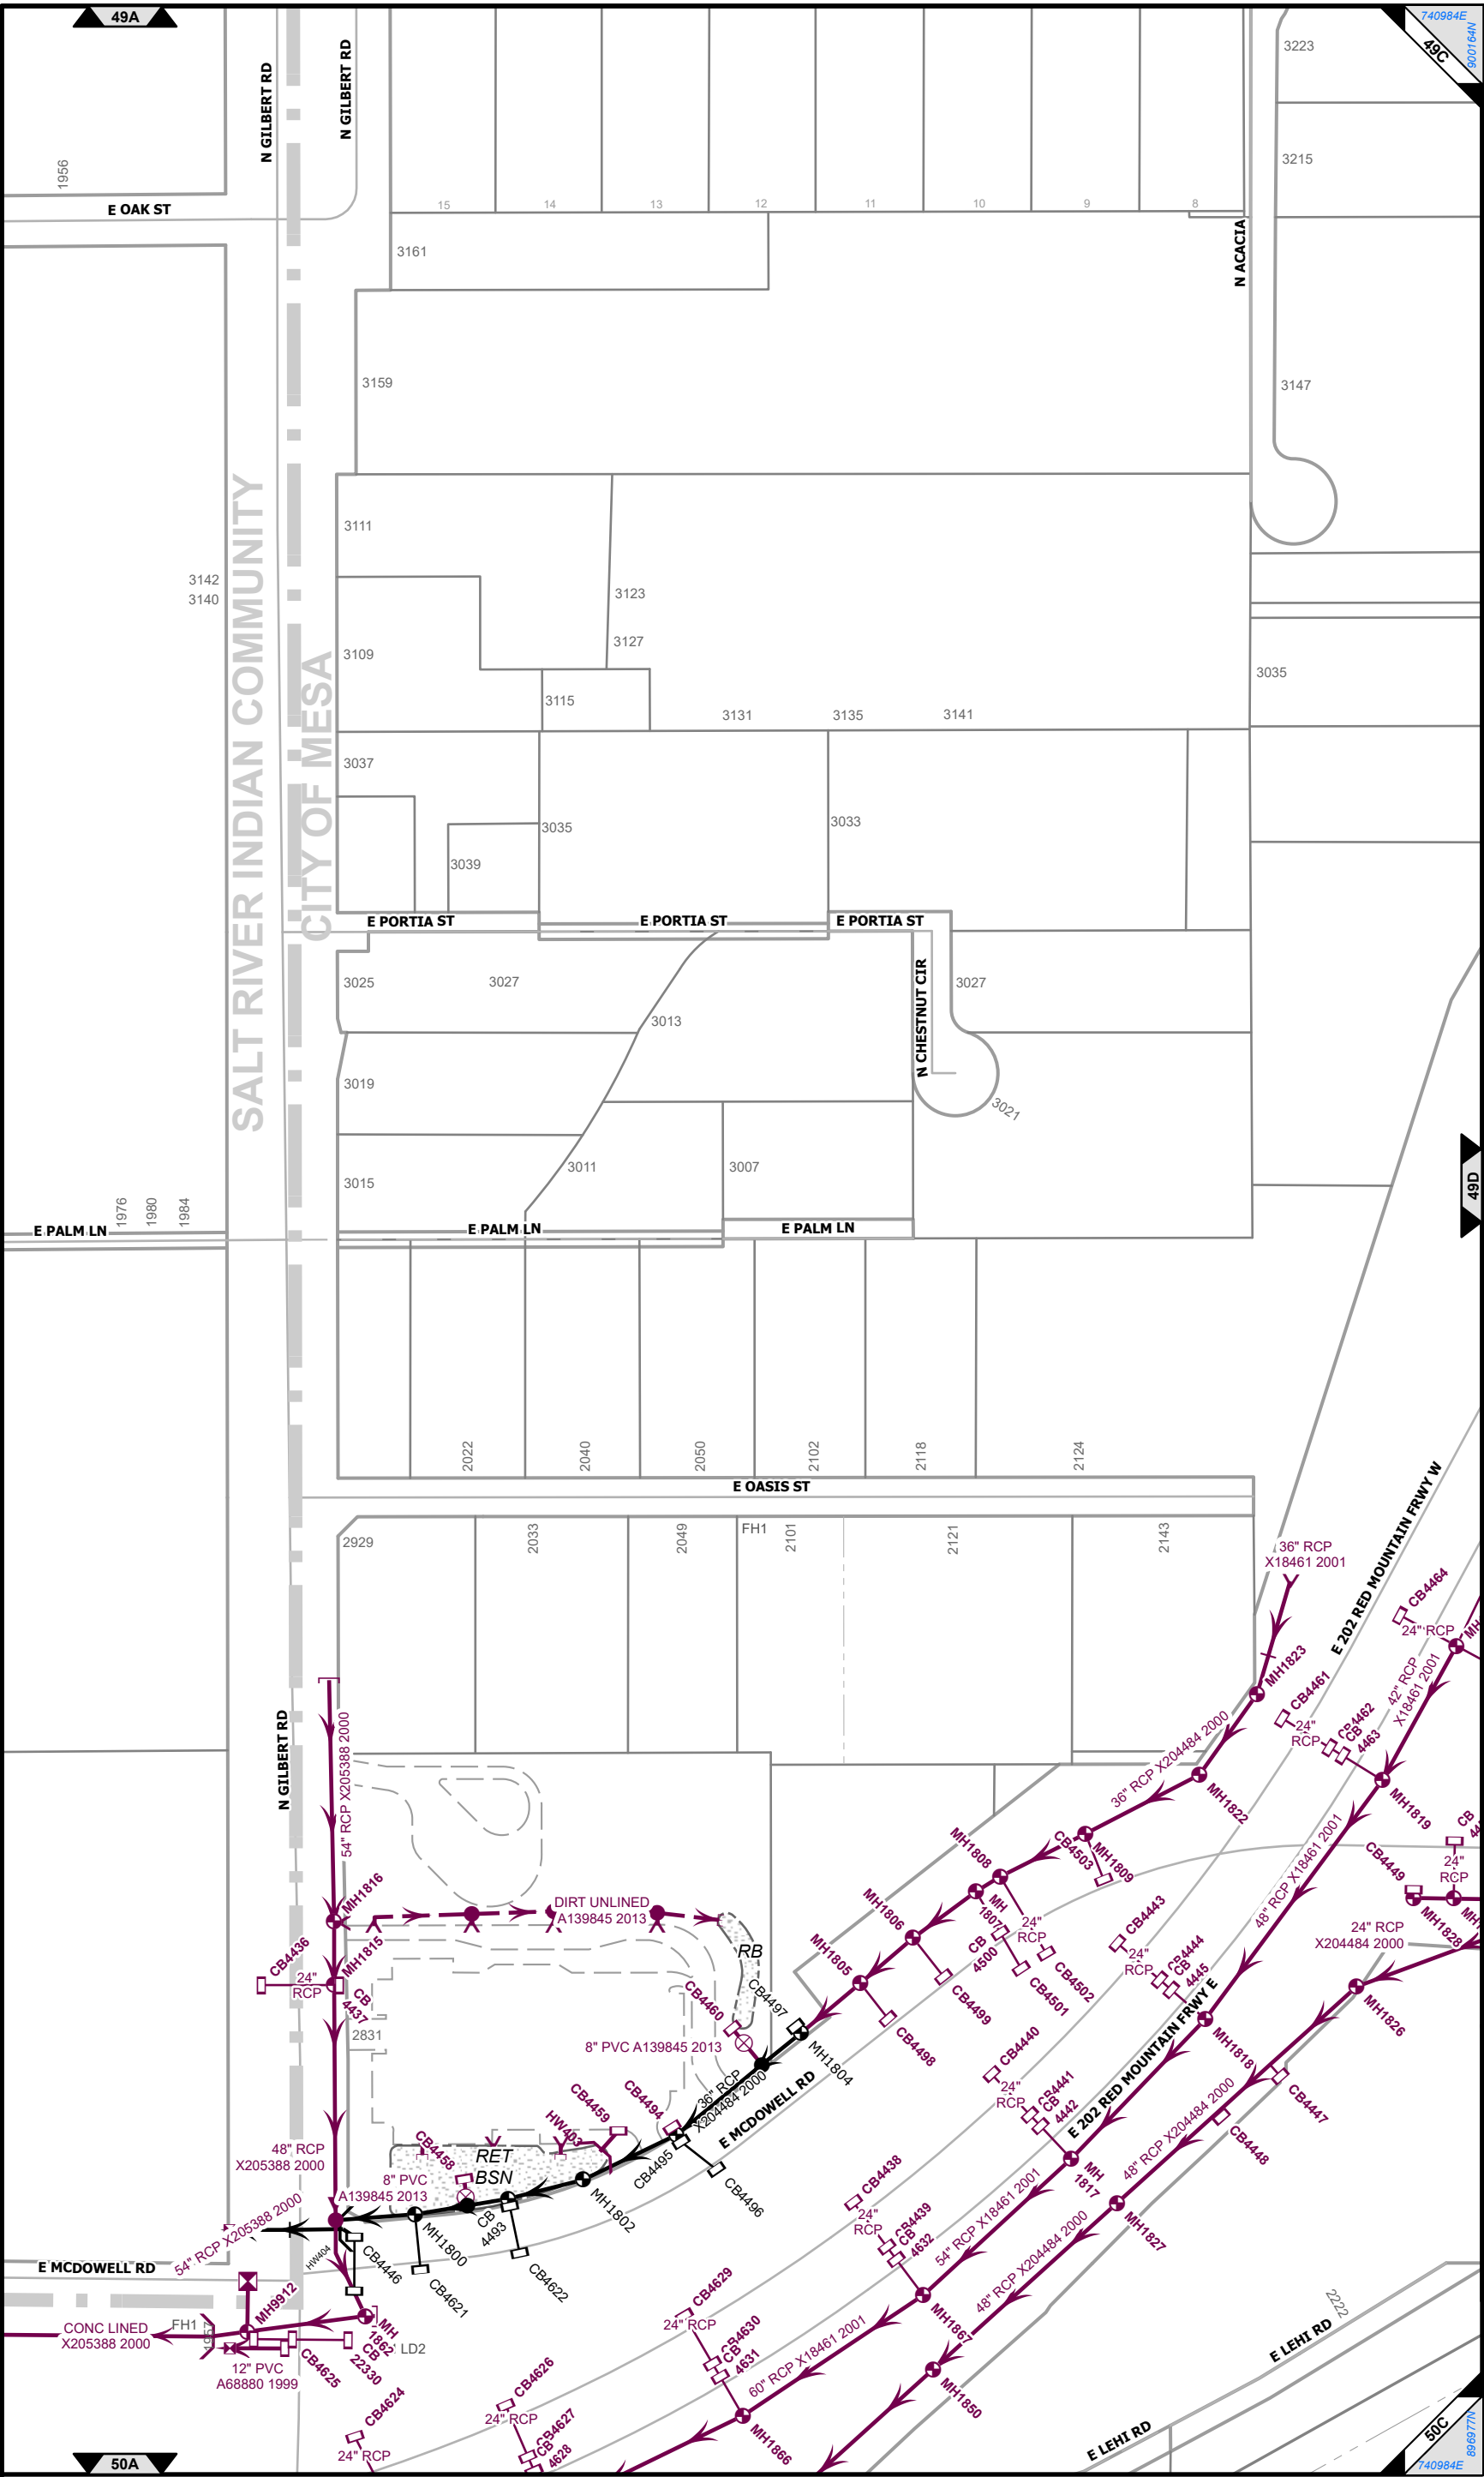 49A
740984E
900164N
49C
N GILBERT RD
N GILBERT RD
3223
1956
3215
E OAK ST
15
14
13
12
11
10
9
8
3161
N ACACIA
3159
3147
SALT RIVER INDIAN COMMUNITY
CITY OF MESA
3111
3142
3140
3123
3127
3109
3035
3115
3131
3135
3141
3037
3035
3033
3039
E PORTIA ST
E PORTIA ST
E PORTIA ST
3025
3027
3013
N CHESTNUT CIR
3027
3019
3021
3015
3011
3007
49D
1976
1980
1984
E PALM LN
E PALM LN
E PALM LN
2022
2040
2050
2102
2118
2124
E OASIS ST
2929
2033
2049
FH1
2101
2121
2143
E 202 RED MOUNTAIN FRWY W
36" RCP
X18461 2001
CB4464
24" RCP
MH1823
CB4461
24"
RCP
CB4462
CB
4463
42" RCP
X18461 2001
N GILBERT RD
54" RCP X205388 2000
36" RCP X204484 2000
MH1822
MH1819
MH1816
DIRT UNLINED
A139845 2013
MH1808
CB4503
MH1809
48" RCP X18461 2001
CB4449
24"
RCP
MH1828
24" RCP
X204484 2000
CB4436
24"
RCP
MH1815
CB
4437
2831
RB
MH1806
MH
1807
24"
RCP
CB
4500
CB4501
CB4502
CB4443
24"
RCP
CB4444
CB
4445
MH1805
CB4499
CB4498
CB4497
CB4460
8" PVC A139845 2013
MH1804
MH1818
MH1826
E 202 RED MOUNTAIN FRWY E
CB4440
24"
RCP
CB4441
CB
4442
CB4447
CB4448
48" RCP X204484 2000
36" RCP
X204484 2000
E MCDOWELL RD
CB4494
CB4459
HW403
CB4458
RET
BSN
48" RCP
X205388 2000
8" PVC
A139845 2013
CB4495
CB4496
MH1802
CB
4493
MH1800
CB4622
CB4621
CB4446
HW404
54" RCP X205388 2000
E MCDOWELL RD
CB4438
24"
RCP
CB4439
CB
4632
54" RCP X18461 2001
MH
1817
MH1827
48" RCP X204484 2000
MH9912
MH
1862
LD2
FH1
1957
CONC LINED
X205388 2000
CB
22330
CB4625
12" PVC
A68880 1999
CB4624
24" RCP
CB4629
24" RCP
CB4630
CB
4631
60" RCP X18461 2001
MH1867
MH1850
MH1866
CB4626
24" RCP
CB4627
CB
4628
2222
E LEHI RD
E LEHI RD
50A
50C
896977N
740984E